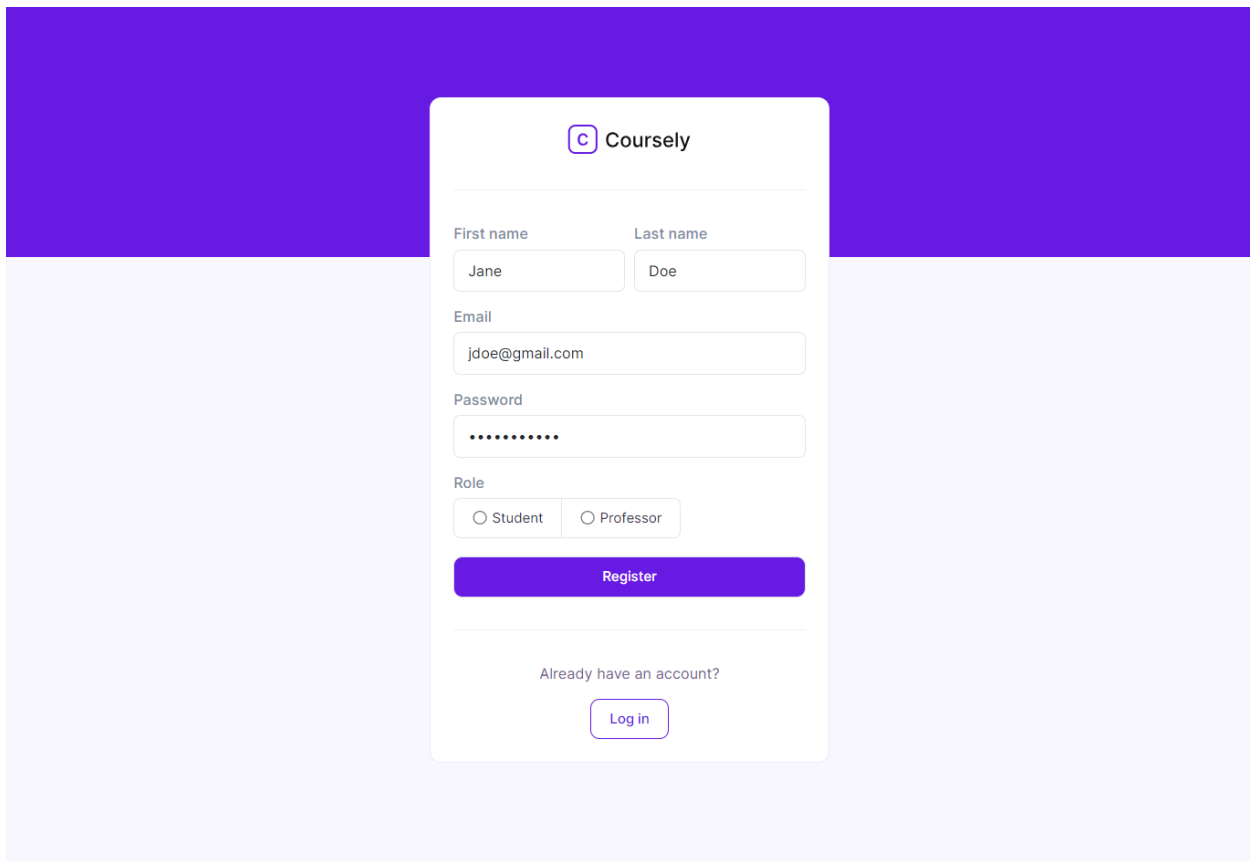 C Coursely
First name Last name
Jane Doe
Email
jdoe@gmail.com
Password
•••••••••••
Role
Student Professor
Register
Already have an account?
Log in